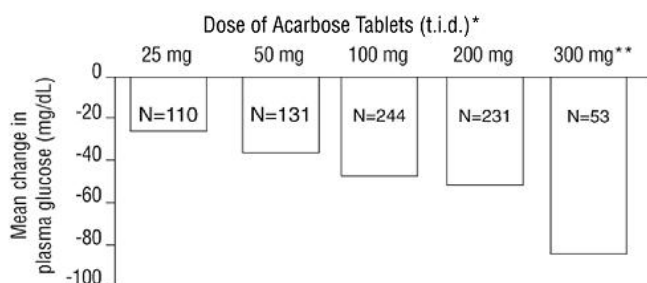 Dose of Acarbose Tablets (t.i.d.)*
25 mg 50 mg 100 mg 200 mg 300 mg**
Mean change in
plasma glucose (mg/dL)
0
-20
-40
-60
-80
-100
N=110 N=131 N=244 N=231 N=53